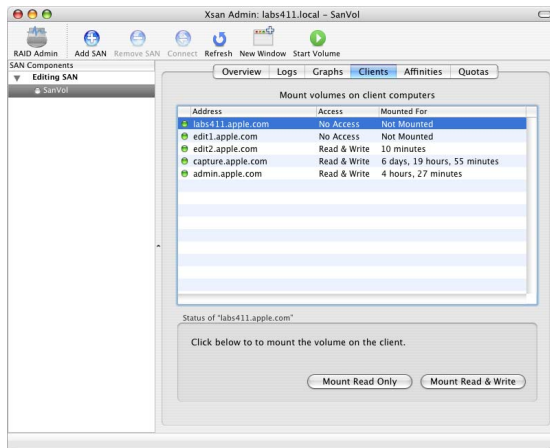 Xsan Admin: labs411.local – SanVol
RAID Admin Add SAN Remove SAN Connect Refresh New Window Start Volume
SAN Components
Editing SAN
SanVol
Overview Logs Graphs Clients Affinities Quotas
Mount volumes on client computers
Address Access Mounted For
labs411.apple.com No Access Not Mounted
edit1.apple.com No Access Not Mounted
edit2.apple.com Read & Write 10 minutes
capture.apple.com Read & Write 6 days, 19 hours, 55 minutes
admin.apple.com Read & Write 4 hours, 27 minutes
Status of "labs411.apple.com"
Click below to to mount the volume on the client.
Mount Read Only Mount Read & Write